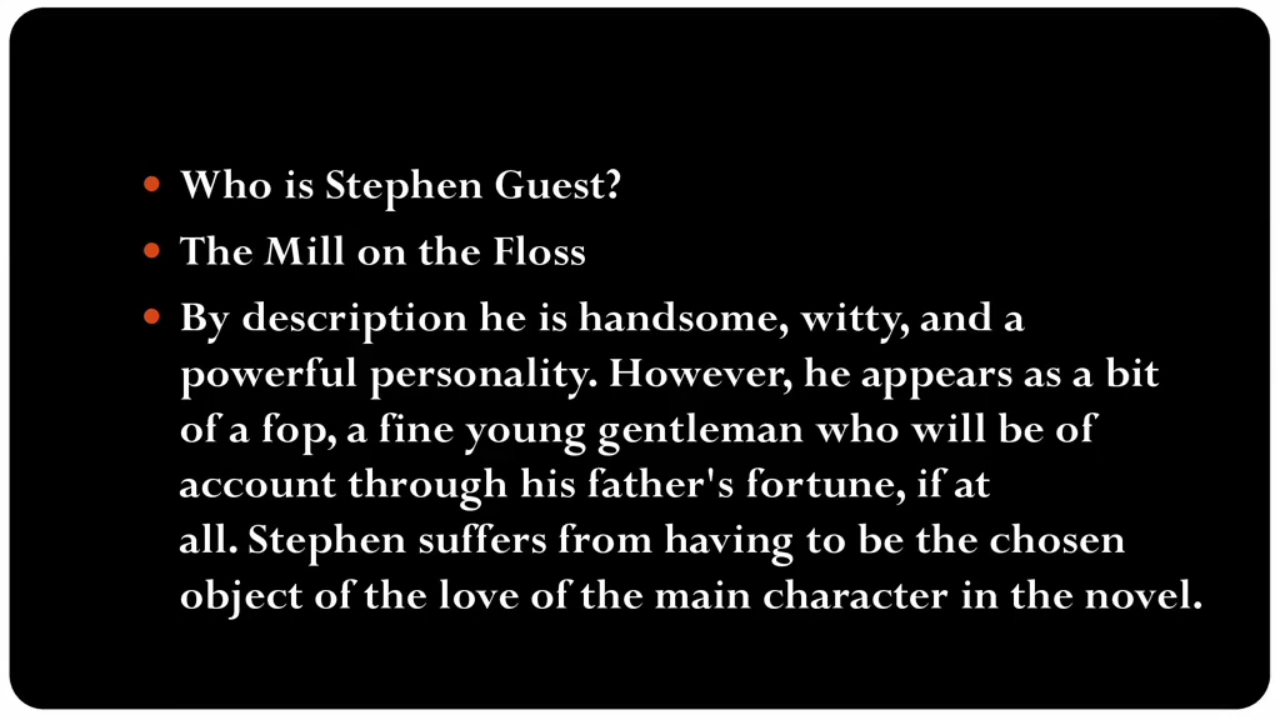 Who is Stephen Guest?
The Mill on the Floss
By description he is handsome, witty, and a
powerful personality. However, he appears as a bit
of a fop, a fine young gentleman who will be of
account through his father's fortune, if at
all. Stephen suffers from having to be the chosen
object of the love of the main character in the novel.